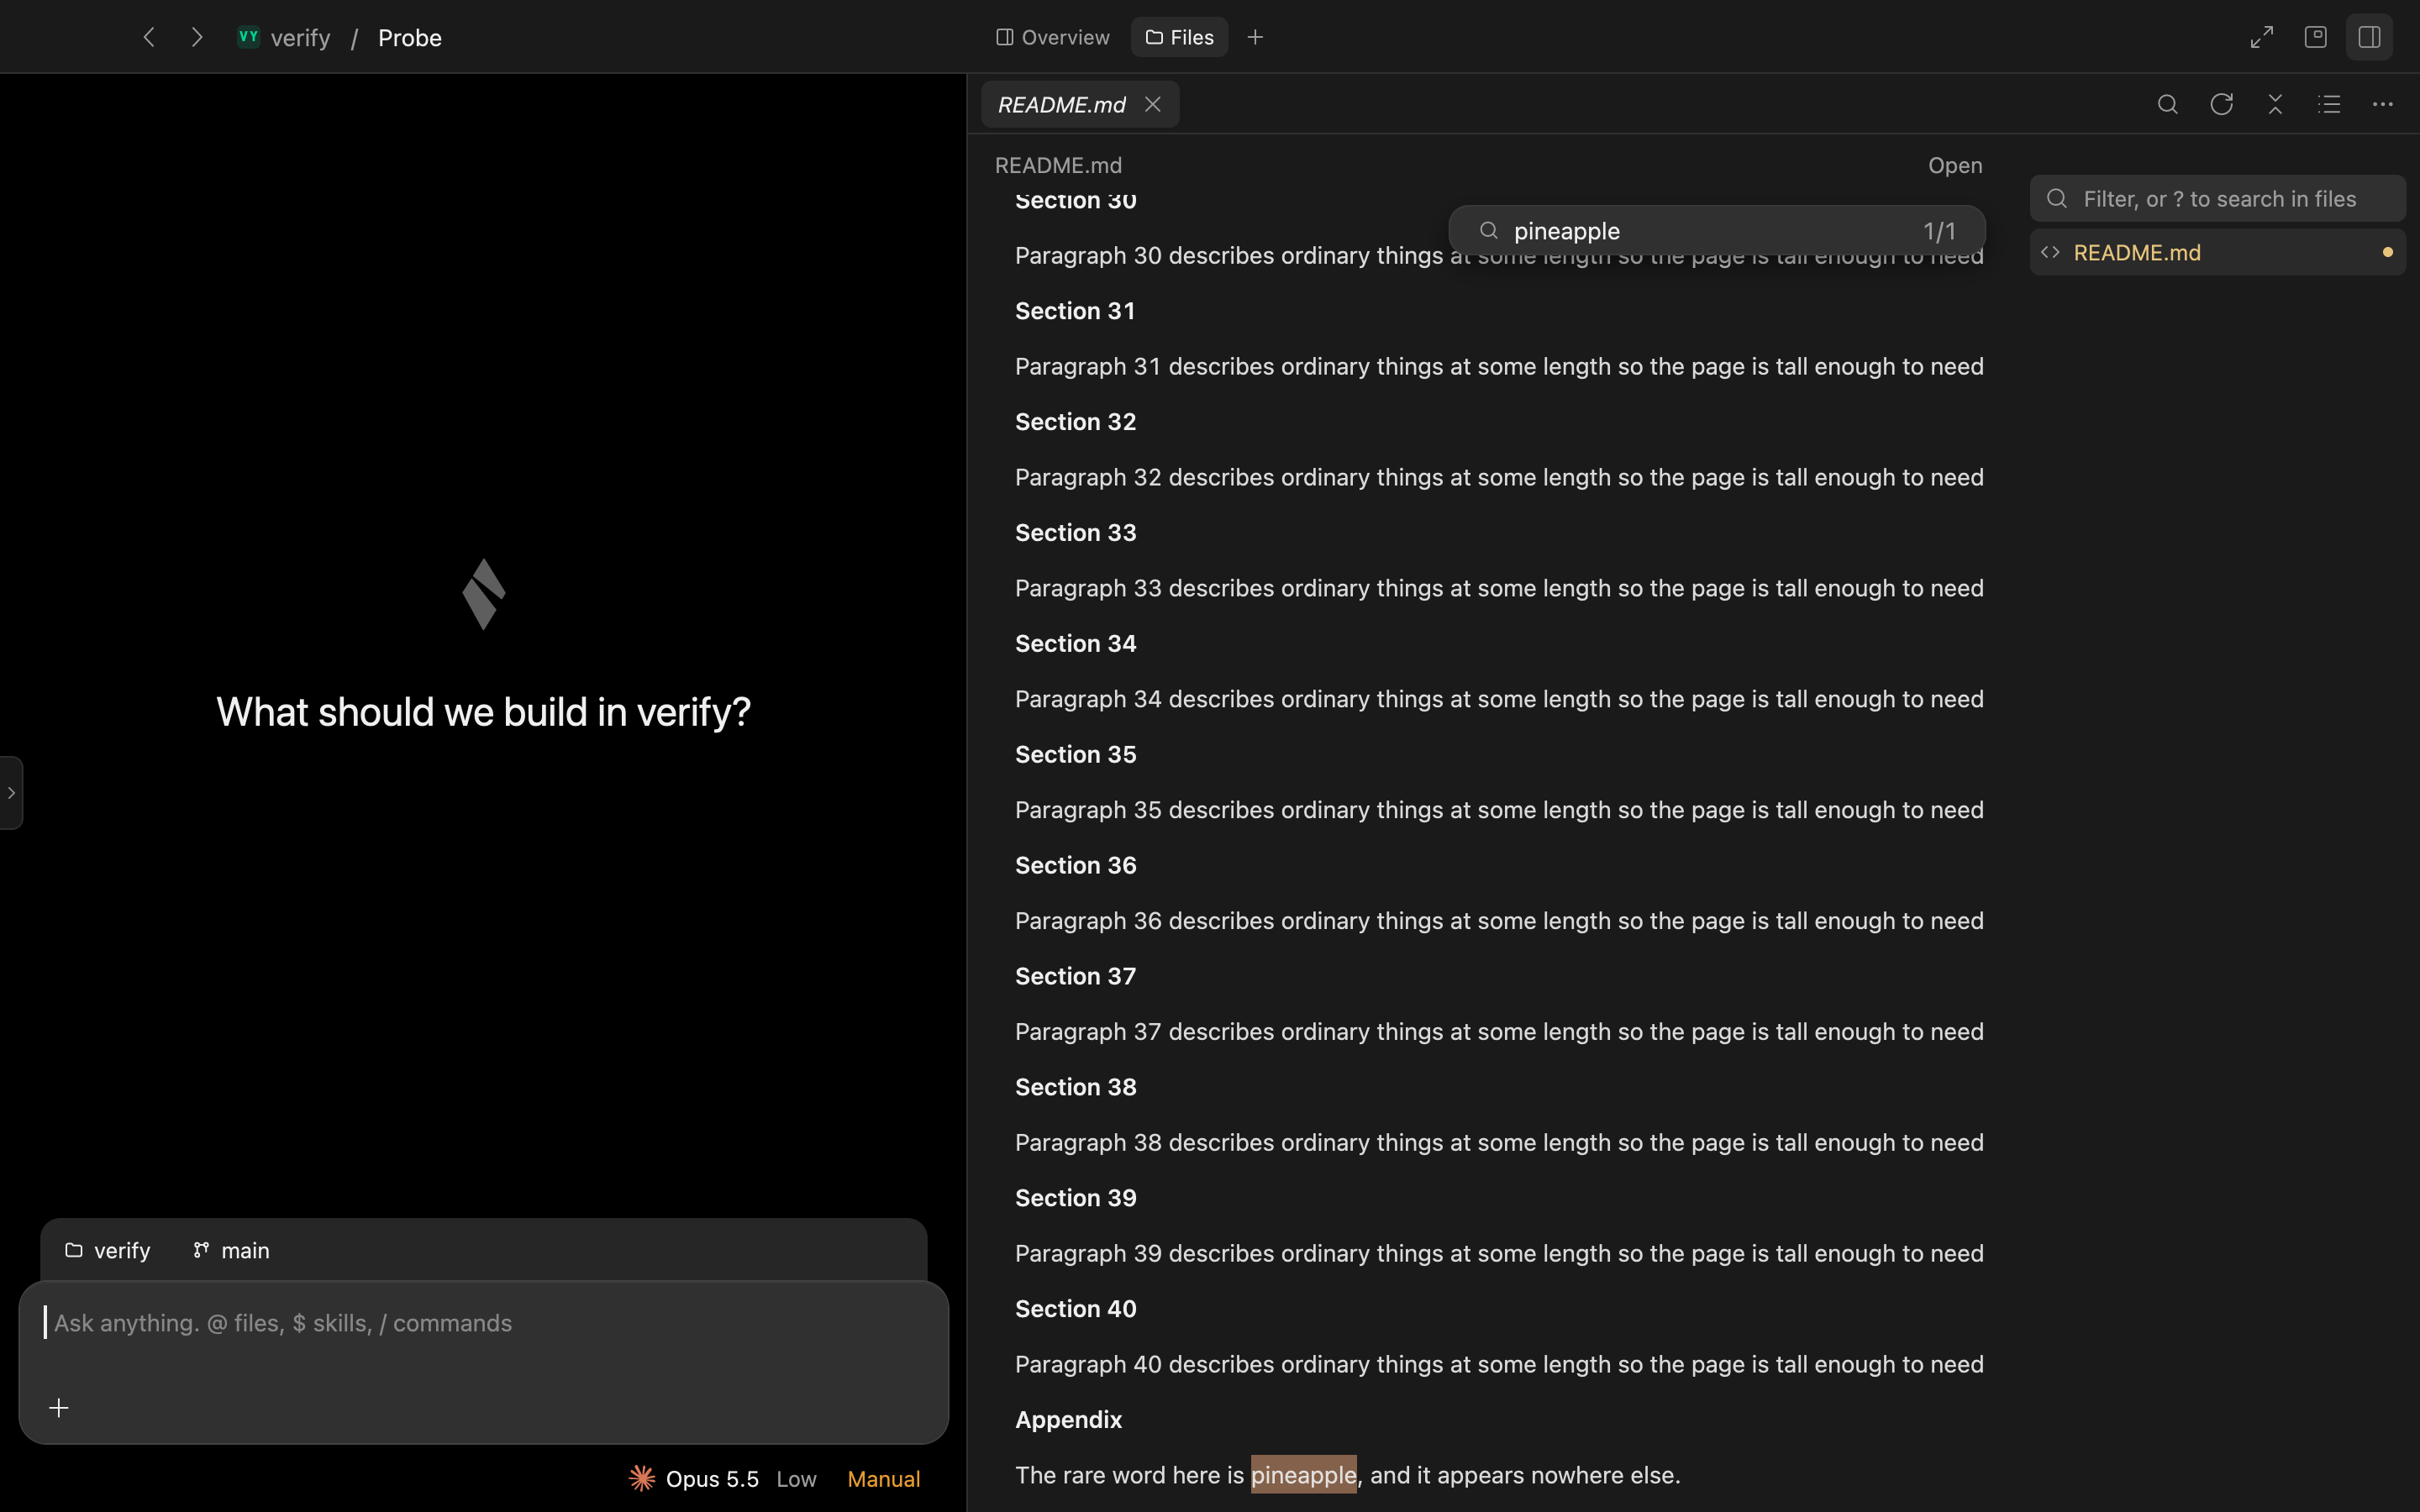 VY verify / Probe
Overview
Files
README.md
README.md
Open
Section 30
pineapple 1/1
Filter, or ? to search in files
Paragraph 30 describes ordinary things at some length so the page is tall enough to need
README.md
Section 31
Paragraph 31 describes ordinary things at some length so the page is tall enough to need
Section 32
Paragraph 32 describes ordinary things at some length so the page is tall enough to need
Section 33
Paragraph 33 describes ordinary things at some length so the page is tall enough to need
Section 34
Paragraph 34 describes ordinary things at some length so the page is tall enough to need
Section 35
Paragraph 35 describes ordinary things at some length so the page is tall enough to need
Section 36
Paragraph 36 describes ordinary things at some length so the page is tall enough to need
Section 37
Paragraph 37 describes ordinary things at some length so the page is tall enough to need
Section 38
Paragraph 38 describes ordinary things at some length so the page is tall enough to need
Section 39
Paragraph 39 describes ordinary things at some length so the page is tall enough to need
Section 40
Paragraph 40 describes ordinary things at some length so the page is tall enough to need
Appendix
The rare word here is pineapple, and it appears nowhere else.
What should we build in verify?
verify
main
Ask anything. @ files, $ skills, / commands
Opus 5.5 Low Manual